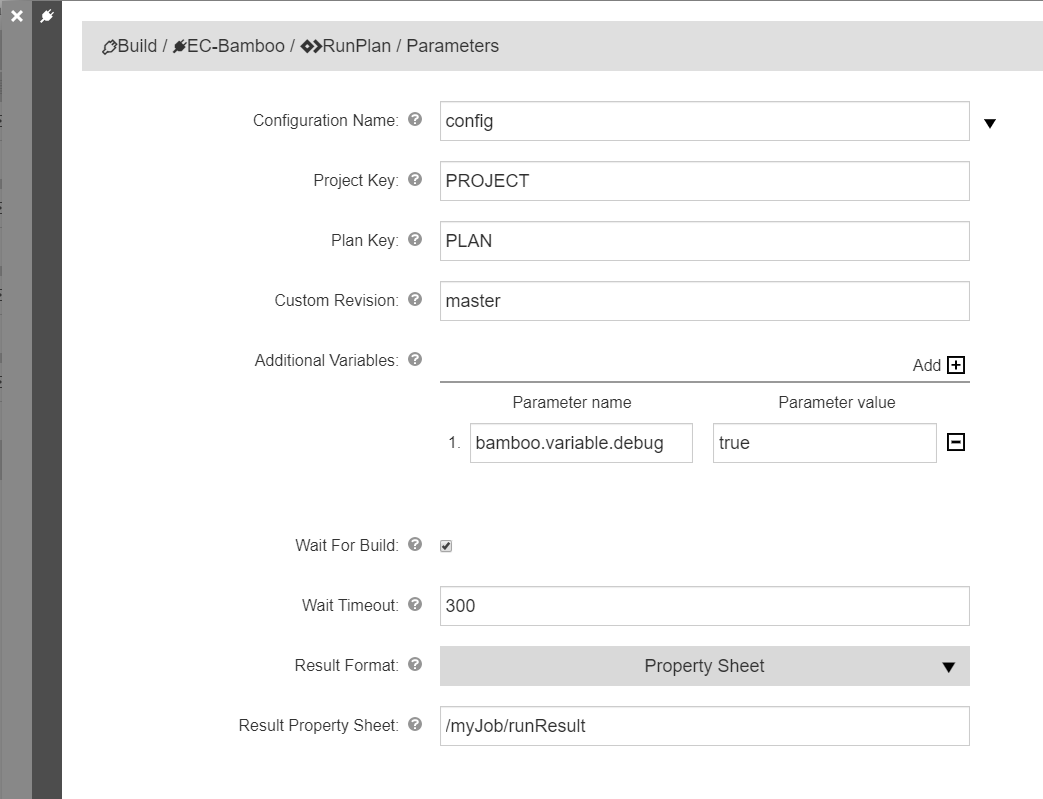 Build / EC-Bamboo / RunPlan / Parameters
Configuration Name: config
Project Key: PROJECT
Plan Key: PLAN
Custom Revision: master
Additional Variables: Add
Parameter name Parameter value
1. bamboo.variable.debug true
Wait For Build:
Wait Timeout: 300
Result Format: Property Sheet
Result Property Sheet: /myJob/runResult